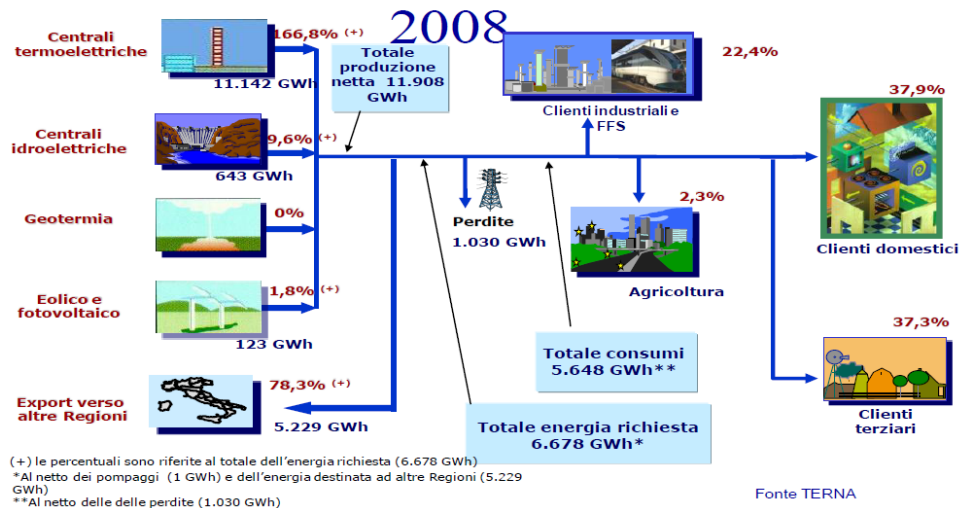 2008
Centrali
termoelettriche
166,8% (+)
11.142 GWh
Totale
produzione
netta 11.908
GWh
22,4%
Clienti industriali e
FFS
37,9%
Clienti domestici
Centrali
idroelettriche
9,6% (+)
643 GWh
Geotermia
0%
Perdite
1.030 GWh
2,3%
Agricoltura
Eolico e
fotovoltaico
1,8% (+)
123 GWh
37,3%
Clienti
terziari
Totale consumi
5.648 GWh**
Export verso
altre Regioni
78,3% (+)
5.229 GWh
Totale energia richiesta
6.678 GWh*
(+) le percentuali sono riferite al totale dell'energia richiesta (6.678 GWh)
*Al netto dei pompaggi (1 GWh) e dell'energia destinata ad altre Regioni (5.229
GWh)
**Al netto delle delle perdite (1.030 GWh)
Fonte TERNA